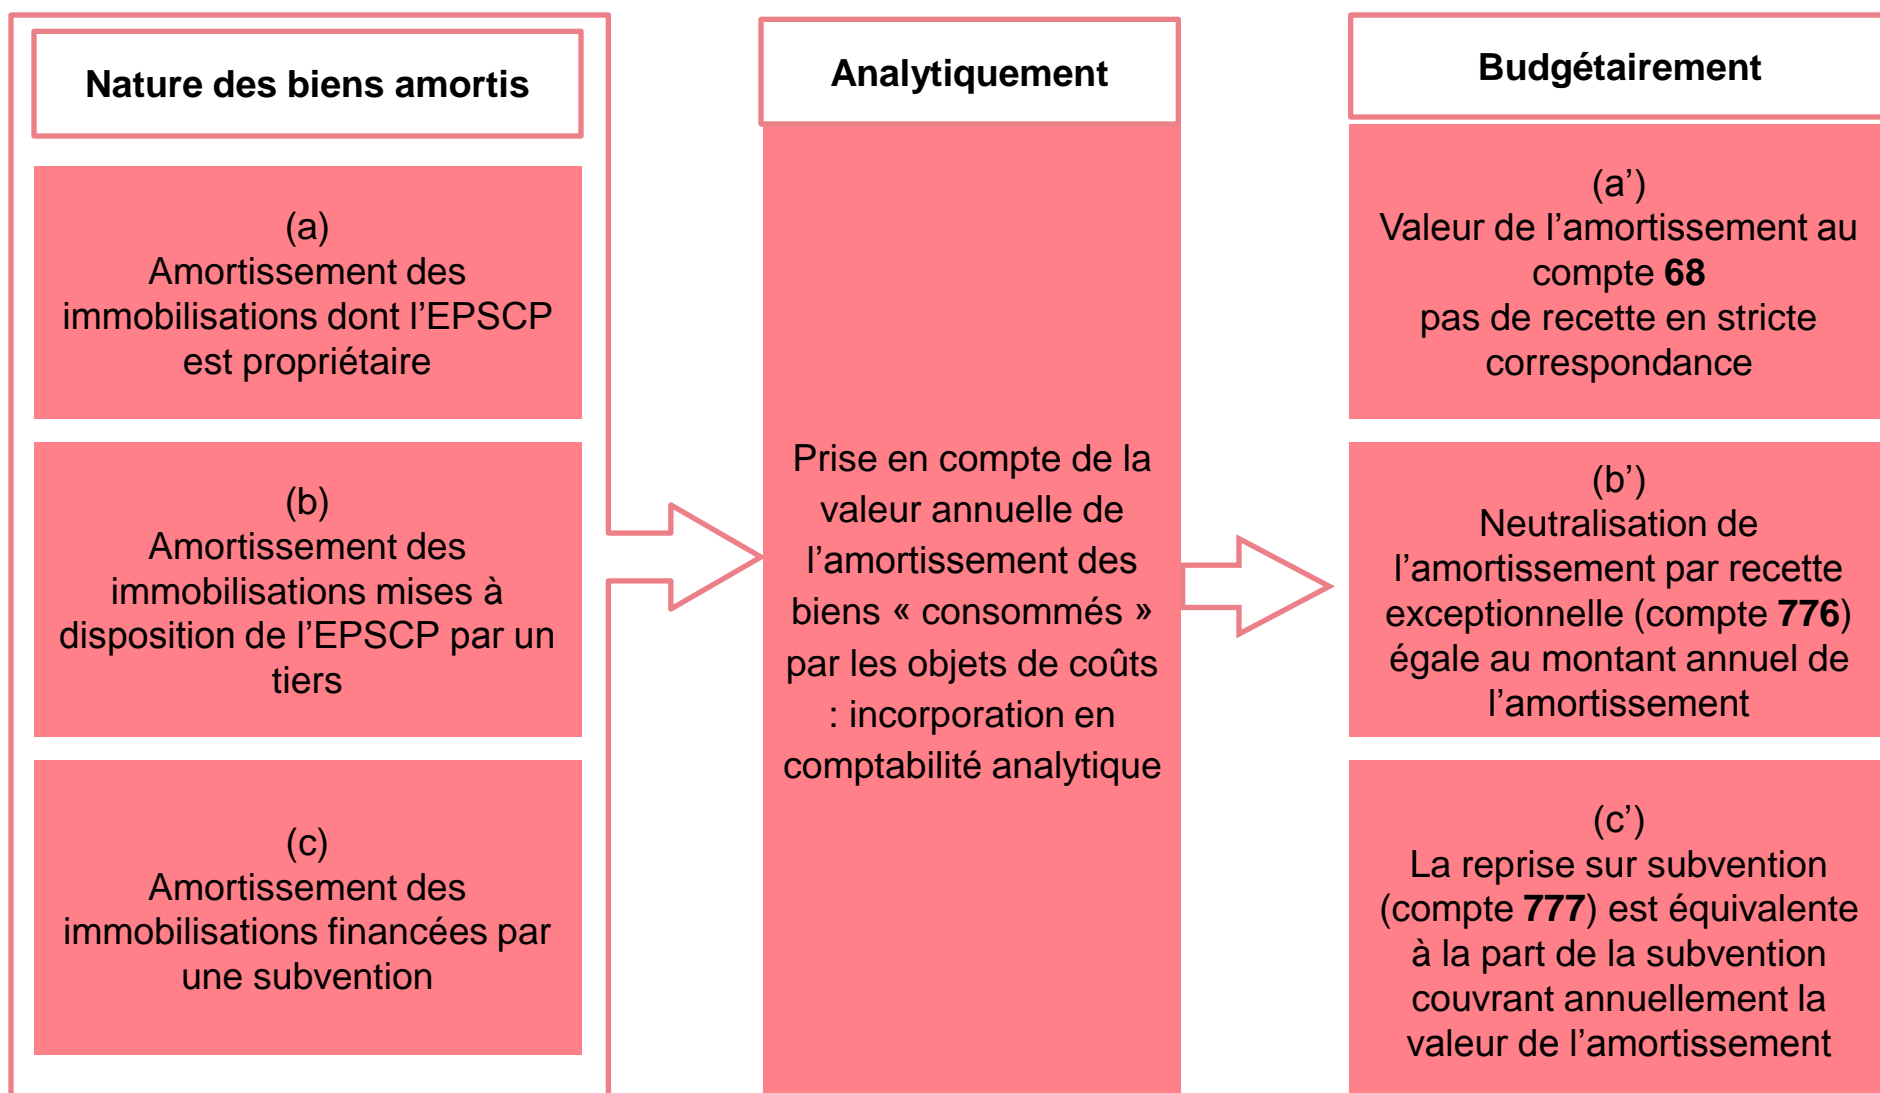 Nature des biens amortis
(a)
Amortissement des
immobilisations dont l’EPSCP
est propriétaire
(b)
Amortissement des
immobilisations mises à
disposition de l’EPSCP par un
tiers
(c)
Amortissement des
immobilisations financées par
une subvention
Analytiquement
Prise en compte de la
valeur annuelle de
l’amortissement des
biens « consommés »
par les objets de coûts
: incorporation en
comptabilité analytique
Budgétairement
(a’)
Valeur de l’amortissement au
compte 68
pas de recette en stricte
correspondance
(b’)
Neutralisation de
l’amortissement par recette
exceptionnelle (compte 776)
égale au montant annuel de
l’amortissement
(c’)
La reprise sur subvention
(compte 777) est équivalente
à la part de la subvention
couvrant annuellement la
valeur de l’amortissement